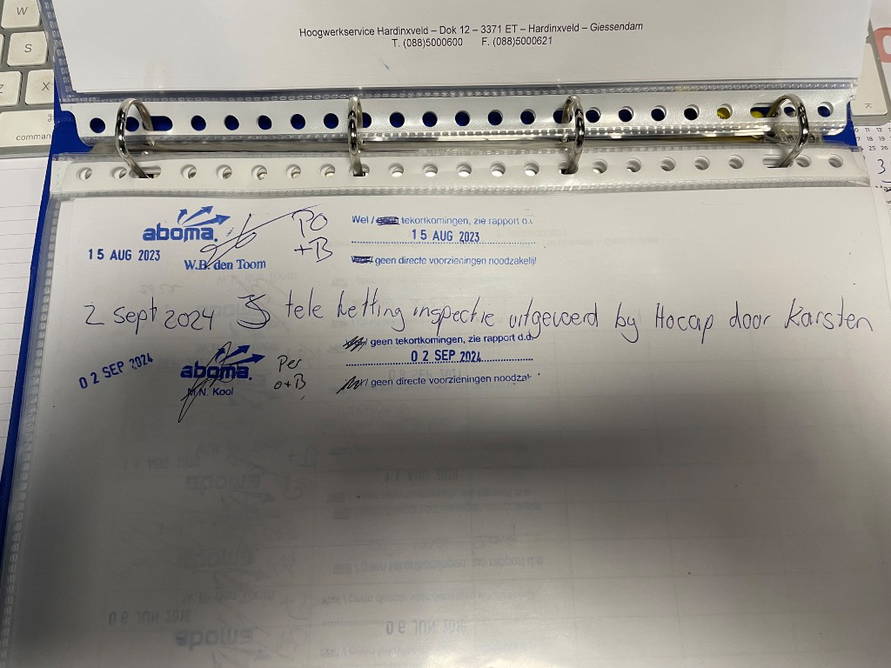 Hoogwerkservice Hardinxveld – Dok 12 – 3371 ET – Hardinxveld – Giessendam
T. (088)5000600 F. (088)5000621
aboma. PO
+B
15 AUG 2023
W.B. den Toom
Wel / geen tekortkomingen, zie rapport d.d.
15 AUG 2023
geen directe voorzieningen noodzakelijk
2 sept 2024 tele ketting inspectie uitgevoerd by Hocap door Karsten
02 SEP 2024
aboma. Per
o+B
M.N. Kool
/ geen tekortkomingen, zie rapport d.d.
02 SEP 2024
/ geen directe voorzieningen noodzak
W
S
Z
X
command